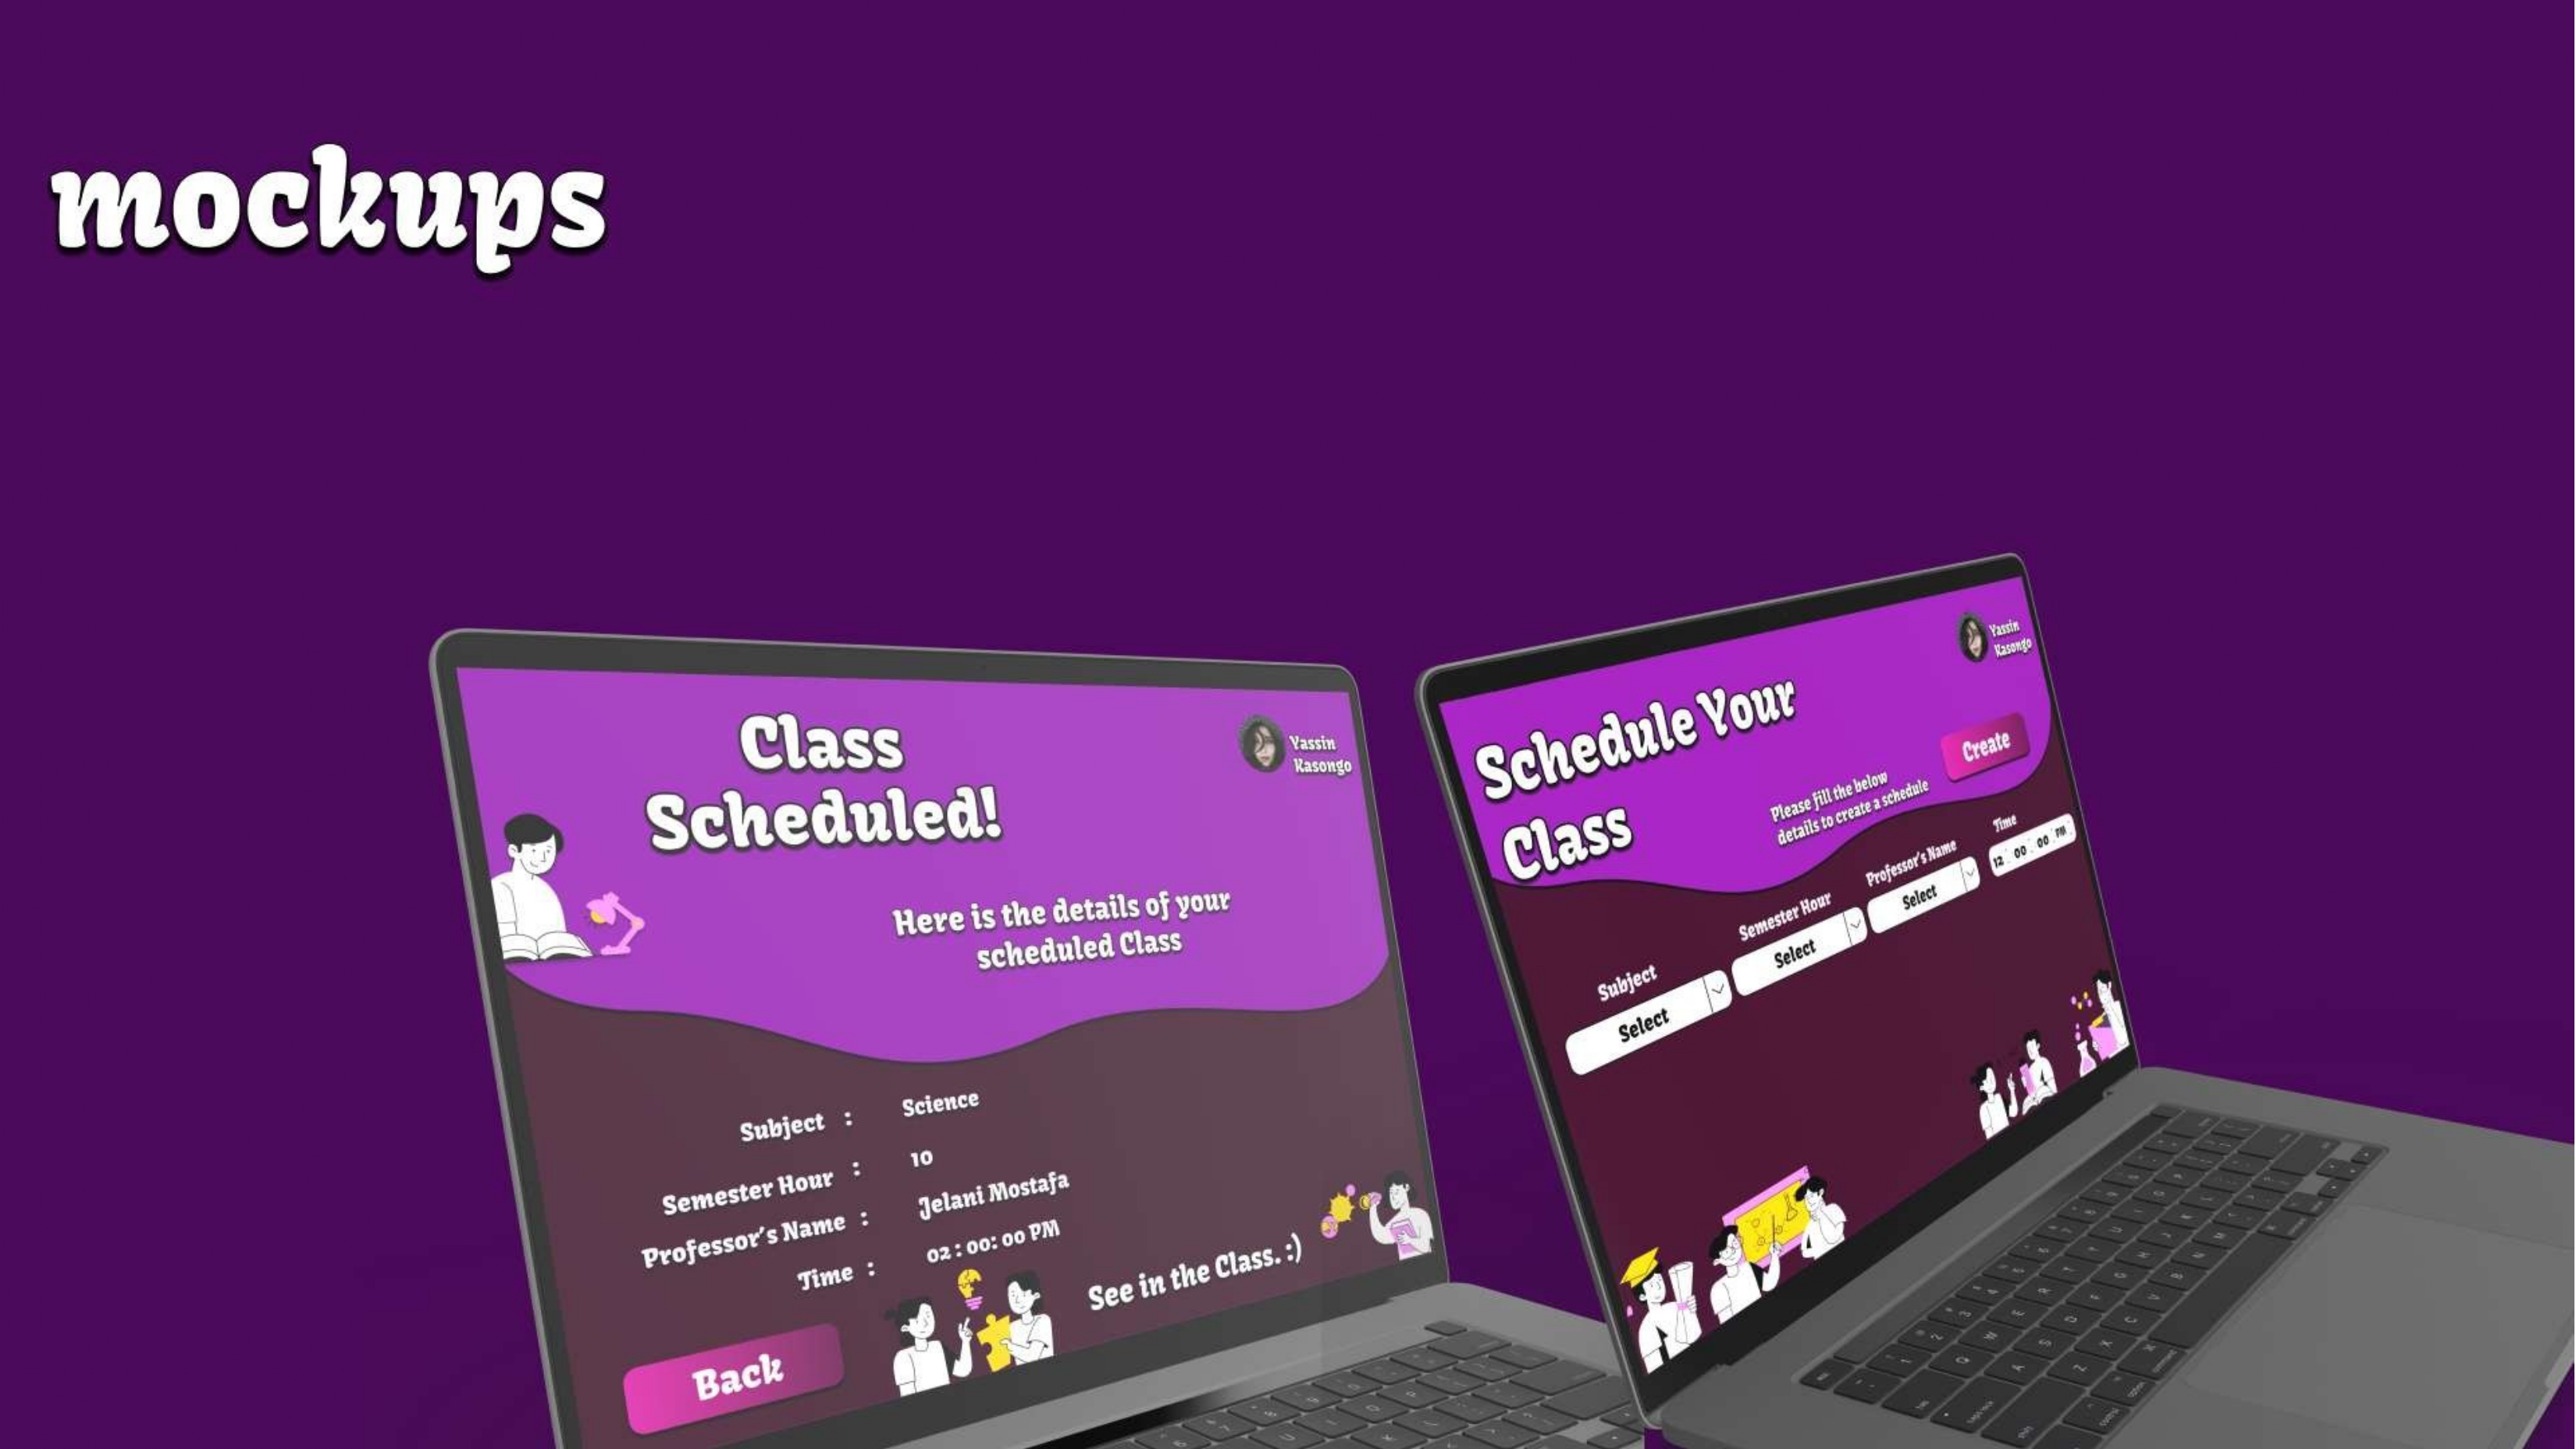 mockups
Class
Scheduled!
Yassin
Kasongo
Here is the details of your
scheduled Class
Subject :
Science
Semester Hour :
10
Professor's Name :
Jelani Mostafa
Time :
02 : 00: 00 PM
See in the Class. :)
Back
Schedule Your
Class
Yassin
Kasongo
Create
Please fill the below
details to create a schedule
Subject
Select
Semester Hour
Select
Professor's Name
Select
Time
12 : 00 : 00 PM